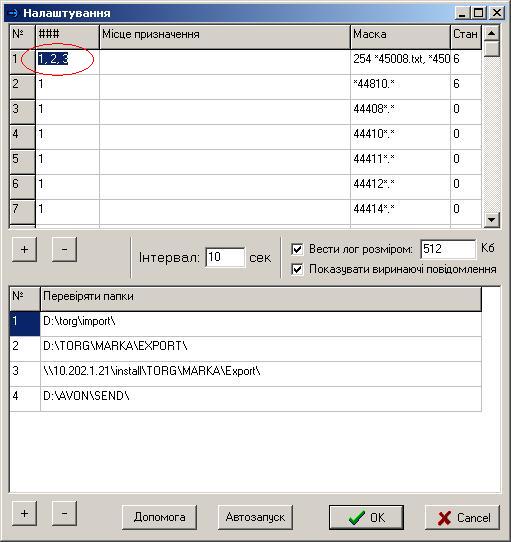 Налаштування
№ ### Місце призначення Маска Стан
1 1, 2, 3 254 *45008.txt, *450 6
2 1 *44810.* 6
3 1 44408*.* 0
4 1 44410*.* 0
5 1 44411*.* 0
6 1 44412*.* 0
7 1 44414*.* 0
+ - Інтервал: 10 сек Вести лог розміром: 512 Кб
Показувати виринаючі повідомлення
№ Перевіряти папки
1 D:\torg\import\
2 D:\TORG\MARKA\EXPORT\
3 \\10.202.1.21\install\TORG\MARKA\Export\
4 D:\AVON\SEND\
+ - Допомога Автозапуск OK Cancel